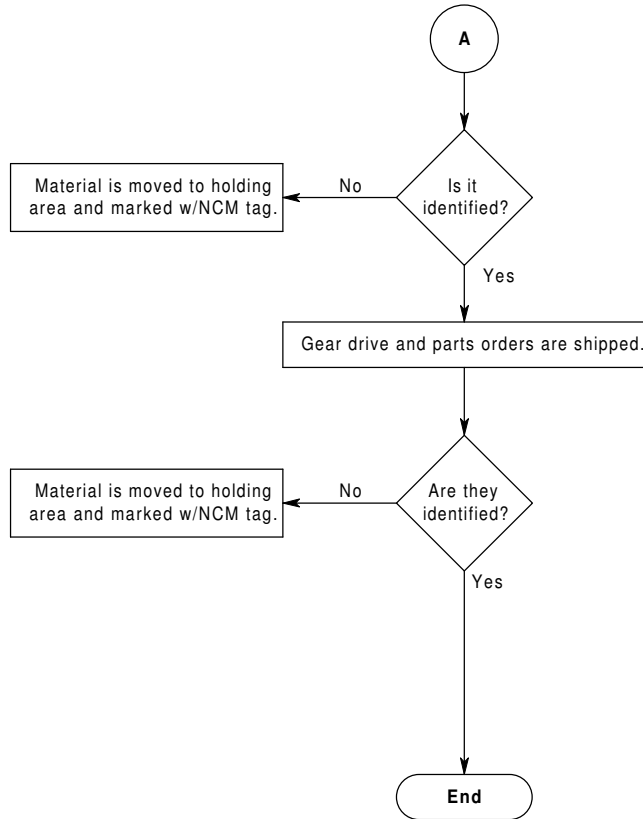 A
Is it
identified?
No
Material is moved to holding
area and marked w/NCM tag.
Yes
Gear drive and parts orders are shipped.
Are they
identified?
No
Material is moved to holding
area and marked w/NCM tag.
Yes
End